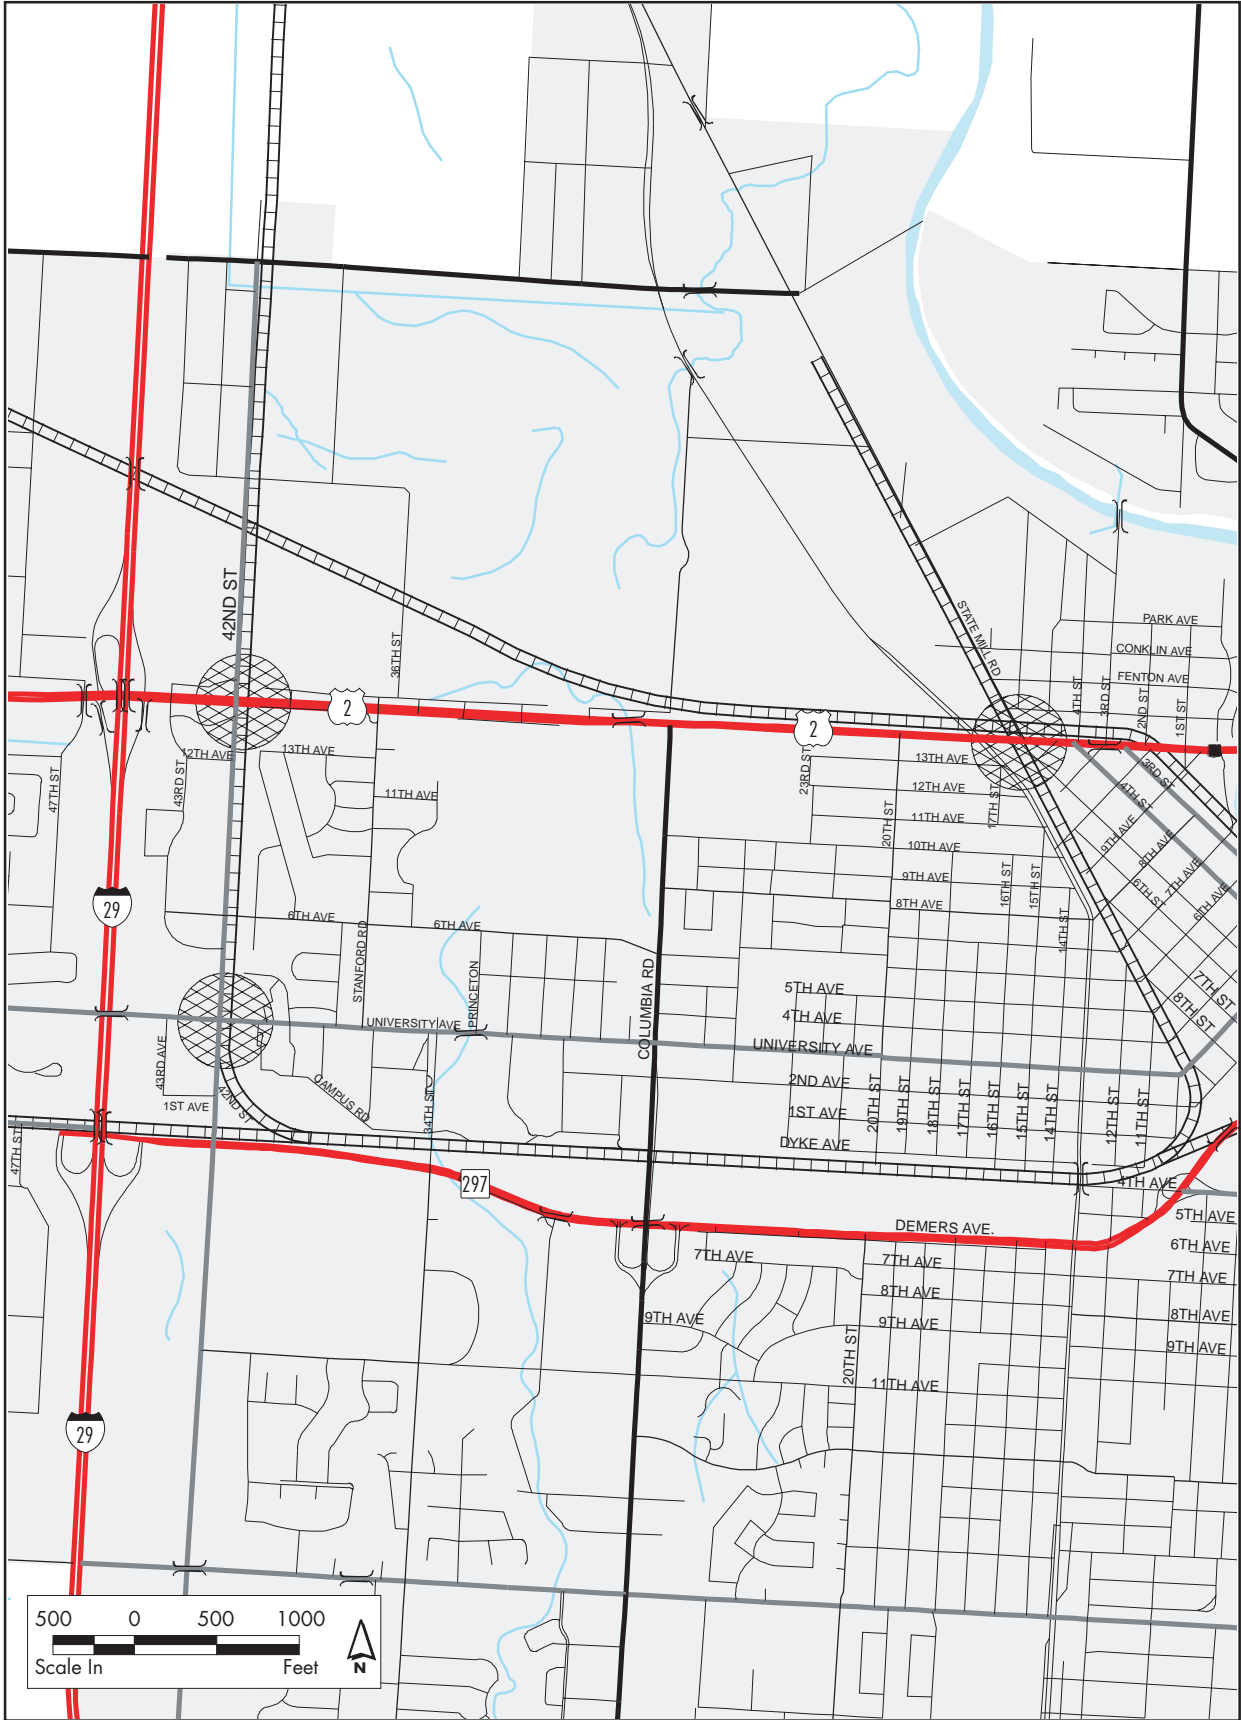 PARK AVE
STATE MILL RD
42ND ST
36TH ST
CONKLIN AVE
FENTON AVE
4TH ST
3RD ST
2ND ST
1ST ST
2
2
12TH AVE
13TH AVE
43RD ST
47TH ST
11TH AVE
23RD ST
13TH AVE
12TH AVE
17TH ST
3RD ST
4TH ST
20TH ST
11TH AVE
10TH AVE
9TH AVE
8TH AVE
9TH AVE
16TH ST
15TH ST
6TH ST
7TH AVE
6TH AVE
29
8TH AVE
14TH ST
6TH AVE
6TH AVE
STANFORD RD
PRINCETON
COLUMBIA RD
5TH AVE
7TH ST
8TH ST
4TH AVE
UNIVERSITY AVE
UNIVERSITY AVE
43RD AVE
2ND AVE
CAMPUS RD
34TH ST
42ND ST
1ST AVE
1ST AVE
20TH ST
19TH ST
18TH ST
17TH ST
16TH ST
15TH ST
14TH ST
12TH ST
11TH ST
47TH ST
DYKE AVE
297
4TH AVE
5TH AVE
DEMERS AVE.
6TH AVE
7TH AVE
7TH AVE
7TH AVE
8TH AVE
9TH AVE
9TH AVE
8TH AVE
9TH AVE
20TH ST
11TH AVE
29
500 0 500 1000
Scale In Feet
N